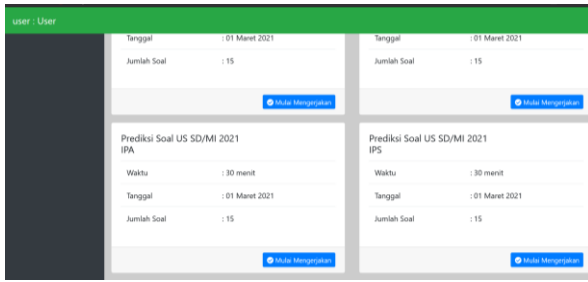 user : User
Tanggal : 01 Maret 2021
Jumlah Soal : 15
Mulai Mengerjakan
Tanggal : 01 Maret 2021
Jumlah Soal : 15
Mulai Mengerjakan
Prediksi Soal US SD/MI 2021
IPA
Waktu : 30 menit
Tanggal : 01 Maret 2021
Jumlah Soal : 15
Mulai Mengerjakan
Prediksi Soal US SD/MI 2021
IPS
Waktu : 30 menit
Tanggal : 01 Maret 2021
Jumlah Soal : 15
Mulai Mengerjakan